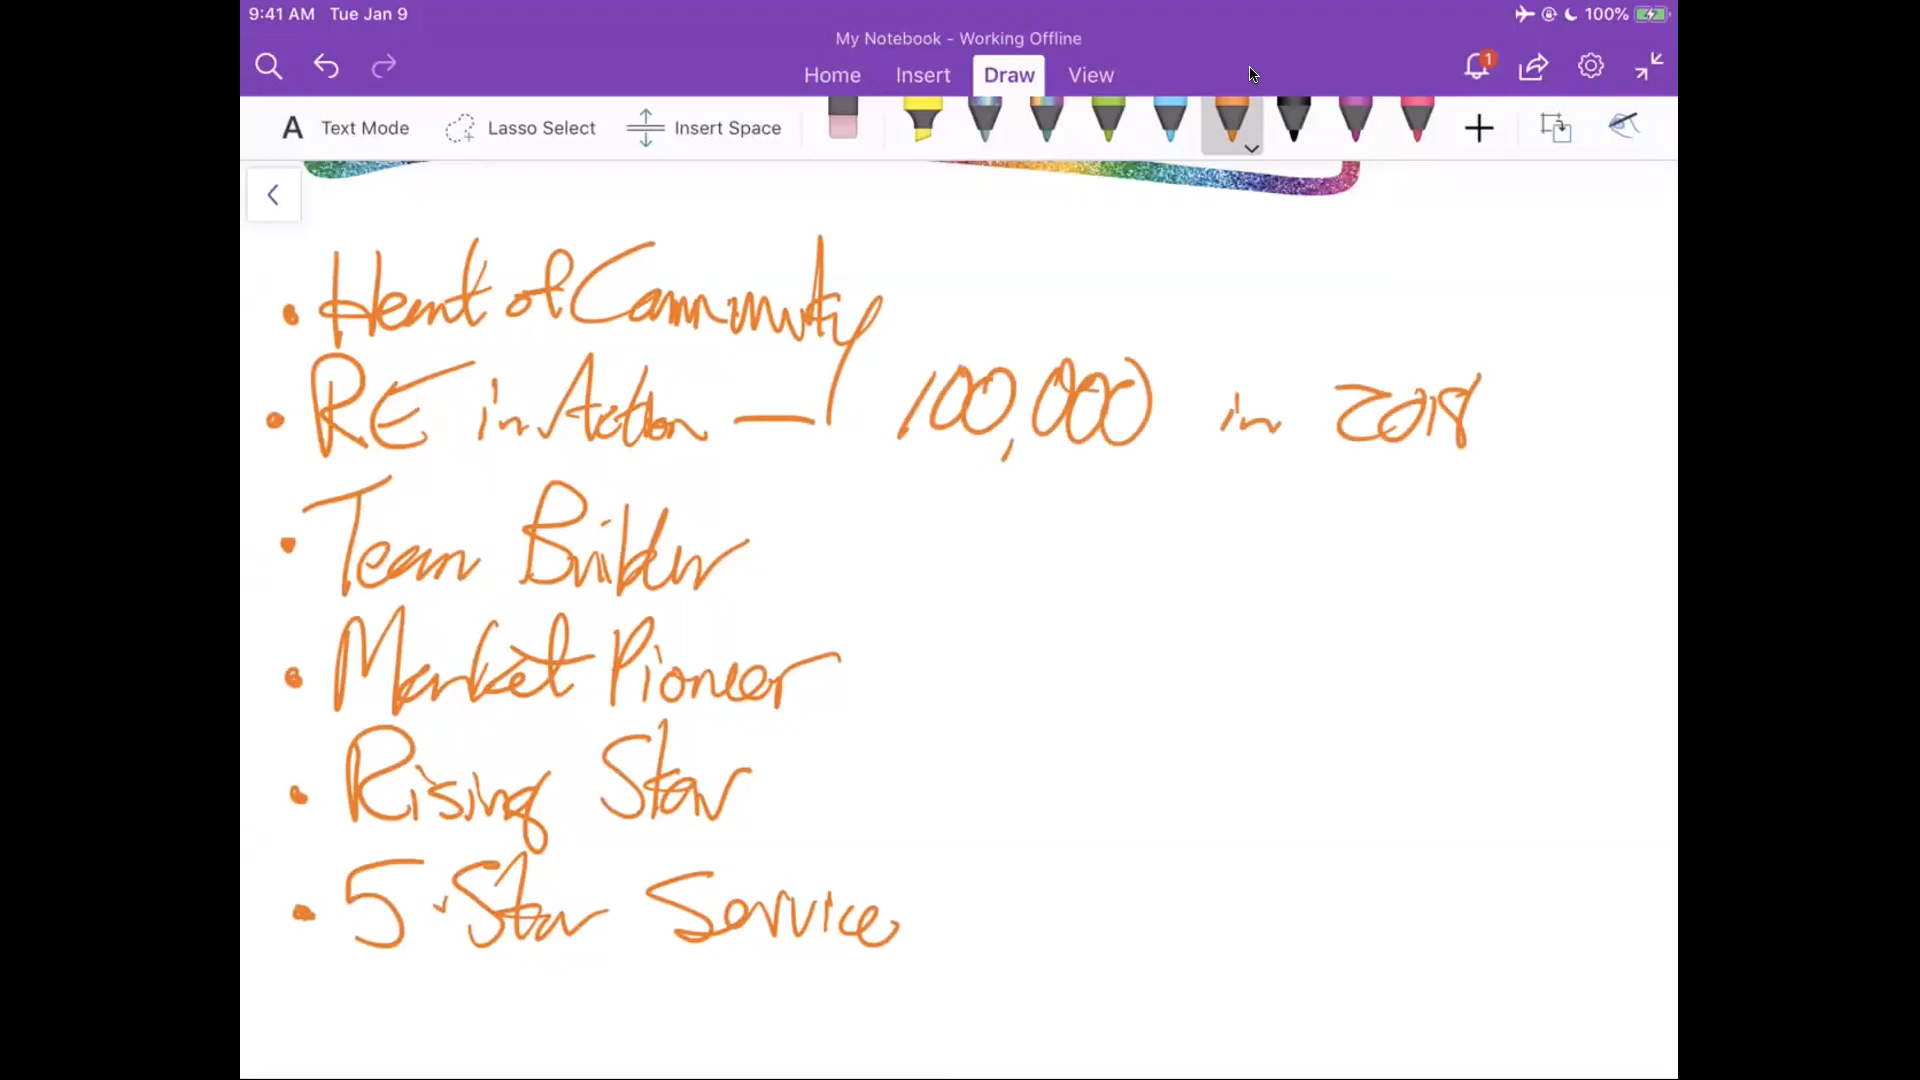 9:41 AM Tue Jan 9 100%
My Notebook - Working Offline
Home Insert Draw View 1
A Text Mode Lasso Select Insert Space
• Heart of Community
• RE in Action — 100,000 in 2018
• Team Builder
• Market Pioneer
• Rising Star
• 5-Star Service